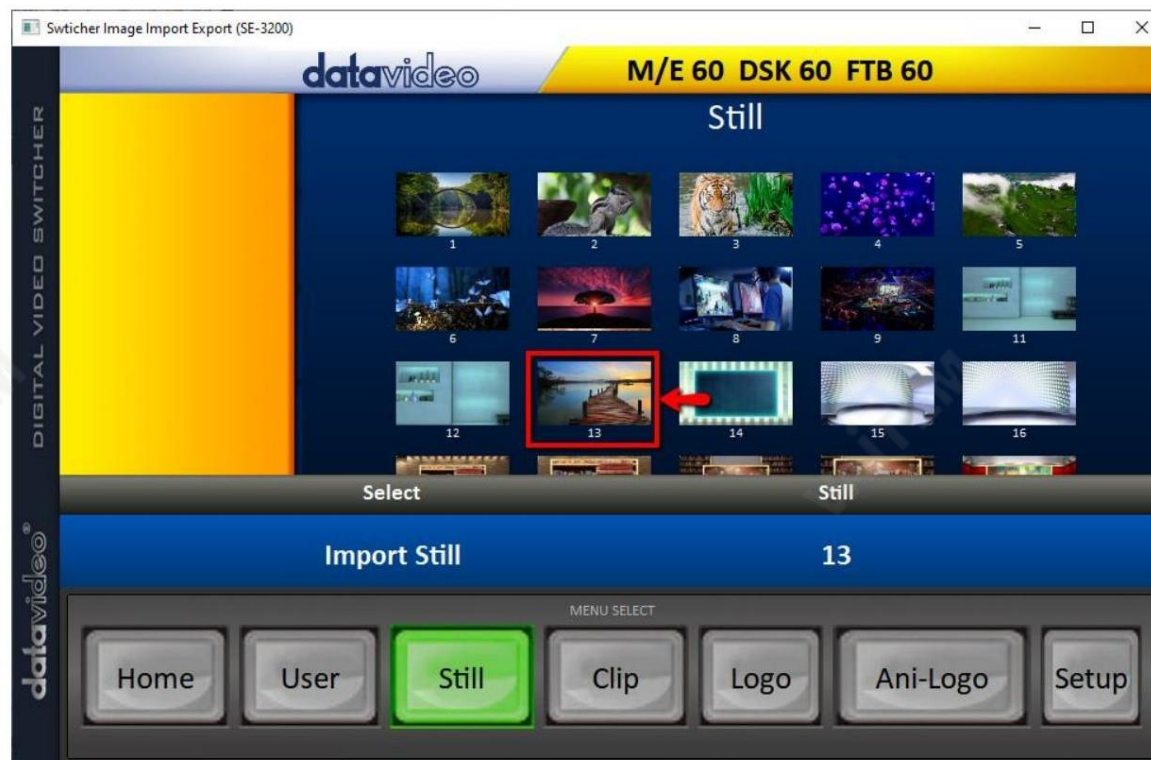 Swticher Image Import Export (SE-3200)
datavideo
M/E 60 DSK 60 FTB 60
Still
1 2 3 4 5
6 7 8 9 11
12 13 14 15 16
Select Still
Import Still 13
MENU SELECT
Home User Still Clip Logo Ani-Logo Setup
DIGITAL VIDEO SWITCHER
datavideo®